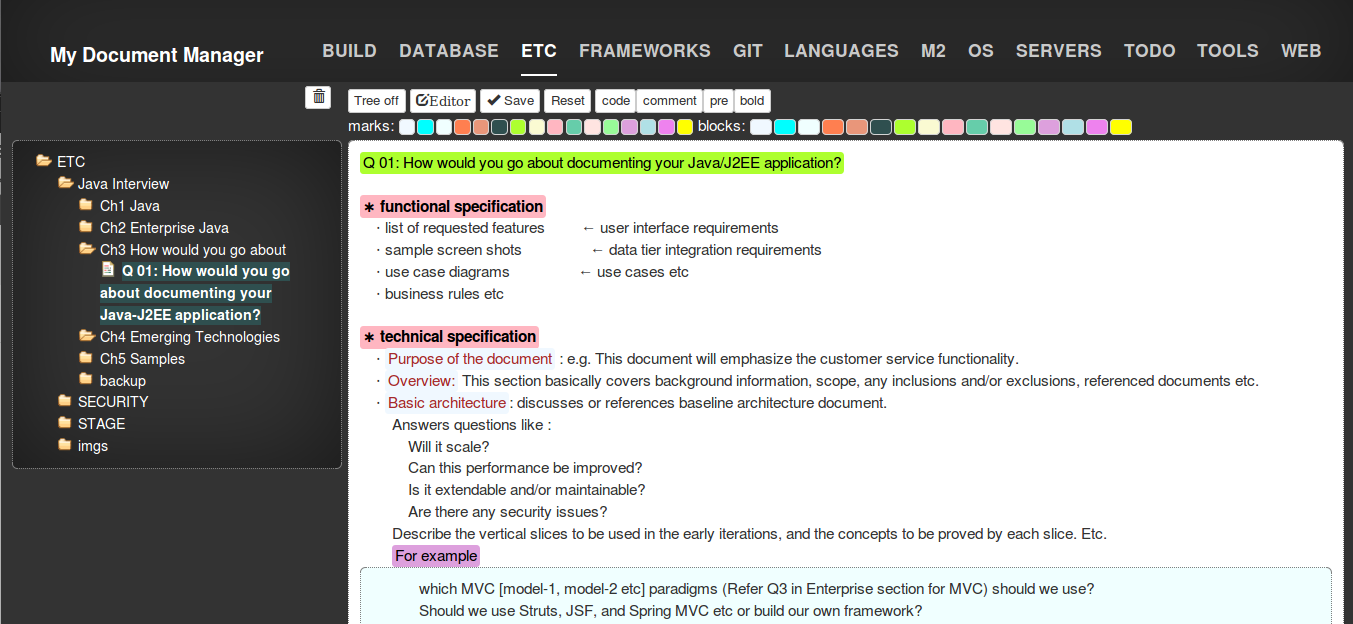 My Document Manager
BUILD DATABASE ETC FRAMEWORKS GIT LANGUAGES M2 OS SERVERS TODO TOOLS WEB
Tree off Editor Save Reset code comment pre bold
marks: blocks:
ETC
Java Interview
Ch1 Java
Ch2 Enterprise Java
Ch3 How would you go about
Q 01: How would you go
about documenting your
Java-J2EE application?
Ch4 Emerging Technologies
Ch5 Samples
backup
SECURITY
STAGE
imgs
Q 01: How would you go about documenting your Java/J2EE application?
∗ functional specification
· list of requested features ← user interface requirements
· sample screen shots ← data tier integration requirements
· use case diagrams ← use cases etc
· business rules etc
∗ technical specification
· Purpose of the document : e.g. This document will emphasize the customer service functionality.
· Overview: This section basically covers background information, scope, any inclusions and/or exclusions, referenced documents etc.
· Basic architecture : discusses or references baseline architecture document.
Answers questions like :
Will it scale?
Can this performance be improved?
Is it extendable and/or maintainable?
Are there any security issues?
Describe the vertical slices to be used in the early iterations, and the concepts to be proved by each slice. Etc.
For example
which MVC [model-1, model-2 etc] paradigms (Refer Q3 in Enterprise section for MVC) should we use?
Should we use Struts, JSF, and Spring MVC etc or build our own framework?